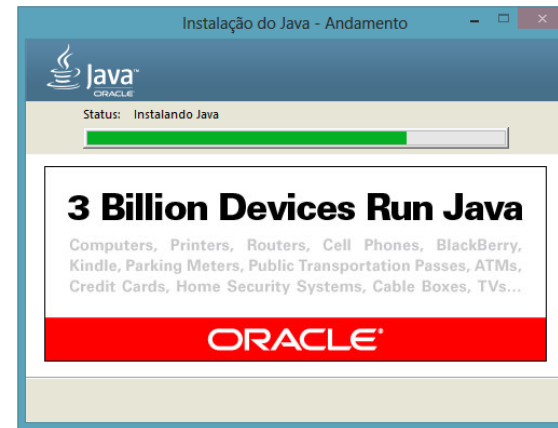 Instalação do Java - Andamento
Java™
ORACLE
Status: Instalando Java
3 Billion Devices Run Java
Computers, Printers, Routers, Cell Phones, BlackBerry,
Kindle, Parking Meters, Public Transportation Passes, ATMs,
Credit Cards, Home Security Systems, Cable Boxes, TVs...
ORACLE®